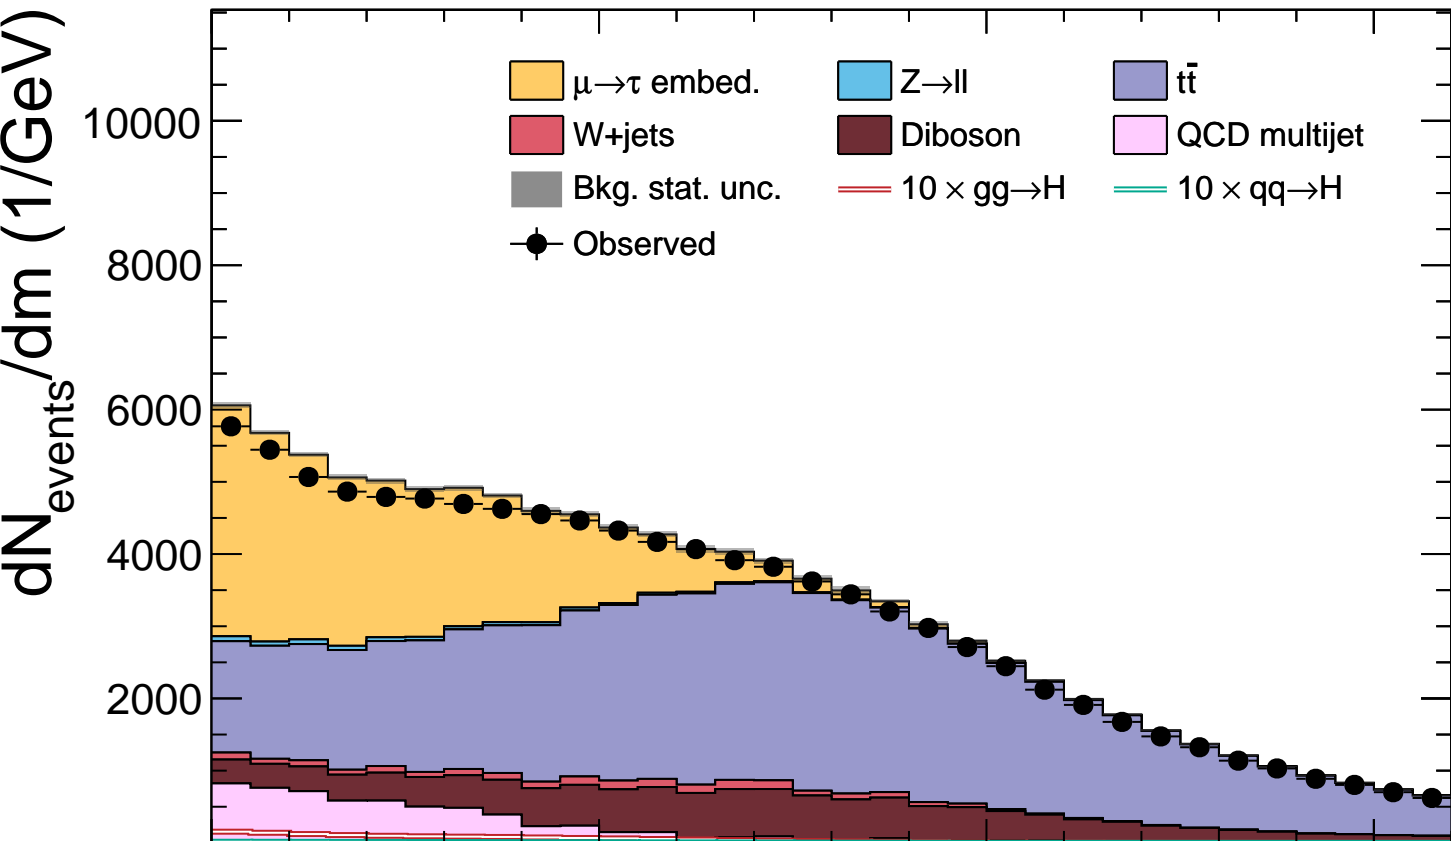 dN_events/dm (1/GeV)
10000
8000
6000
4000
2000
μ→τ embed.
Z→ll
tt̄
W+jets
Diboson
QCD multijet
Bkg. stat. unc.
10 × gg→H
10 × qq→H
Observed